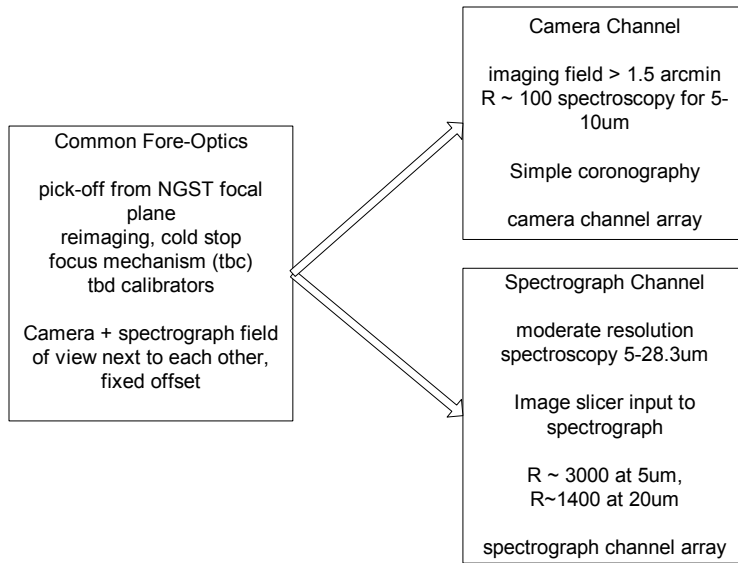 Common Fore-Optics
pick-off from NGST focal
plane
reimaging, cold stop
focus mechanism (tbc)
tbd calibrators
Camera + spectrograph field
of view next to each other,
fixed offset
Camera Channel
imaging field > 1.5 arcmin
R ~ 100 spectroscopy for 5-
10um
Simple coronography
camera channel array
Spectrograph Channel
moderate resolution
spectroscopy 5-28.3um
Image slicer input to
spectrograph
R ~ 3000 at 5um,
R~1400 at 20um
spectrograph channel array